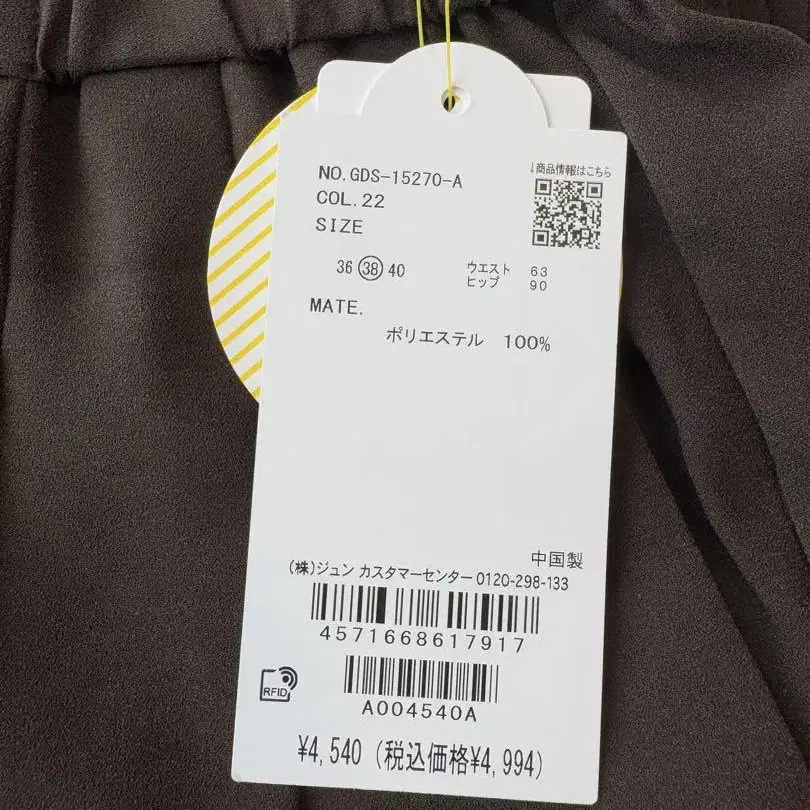 NO.GDS-15270-A
↓商品情報はこちら
COL.22
SIZE
36 38 40
ウエスト 63
ヒップ 90
MATE.
ポリエステル 100%
中国製
(株)ジュン カスタマーセンター 0120-298-133
4571668617917
RFID
A004540A
¥4,540 (税込価格¥4,994)